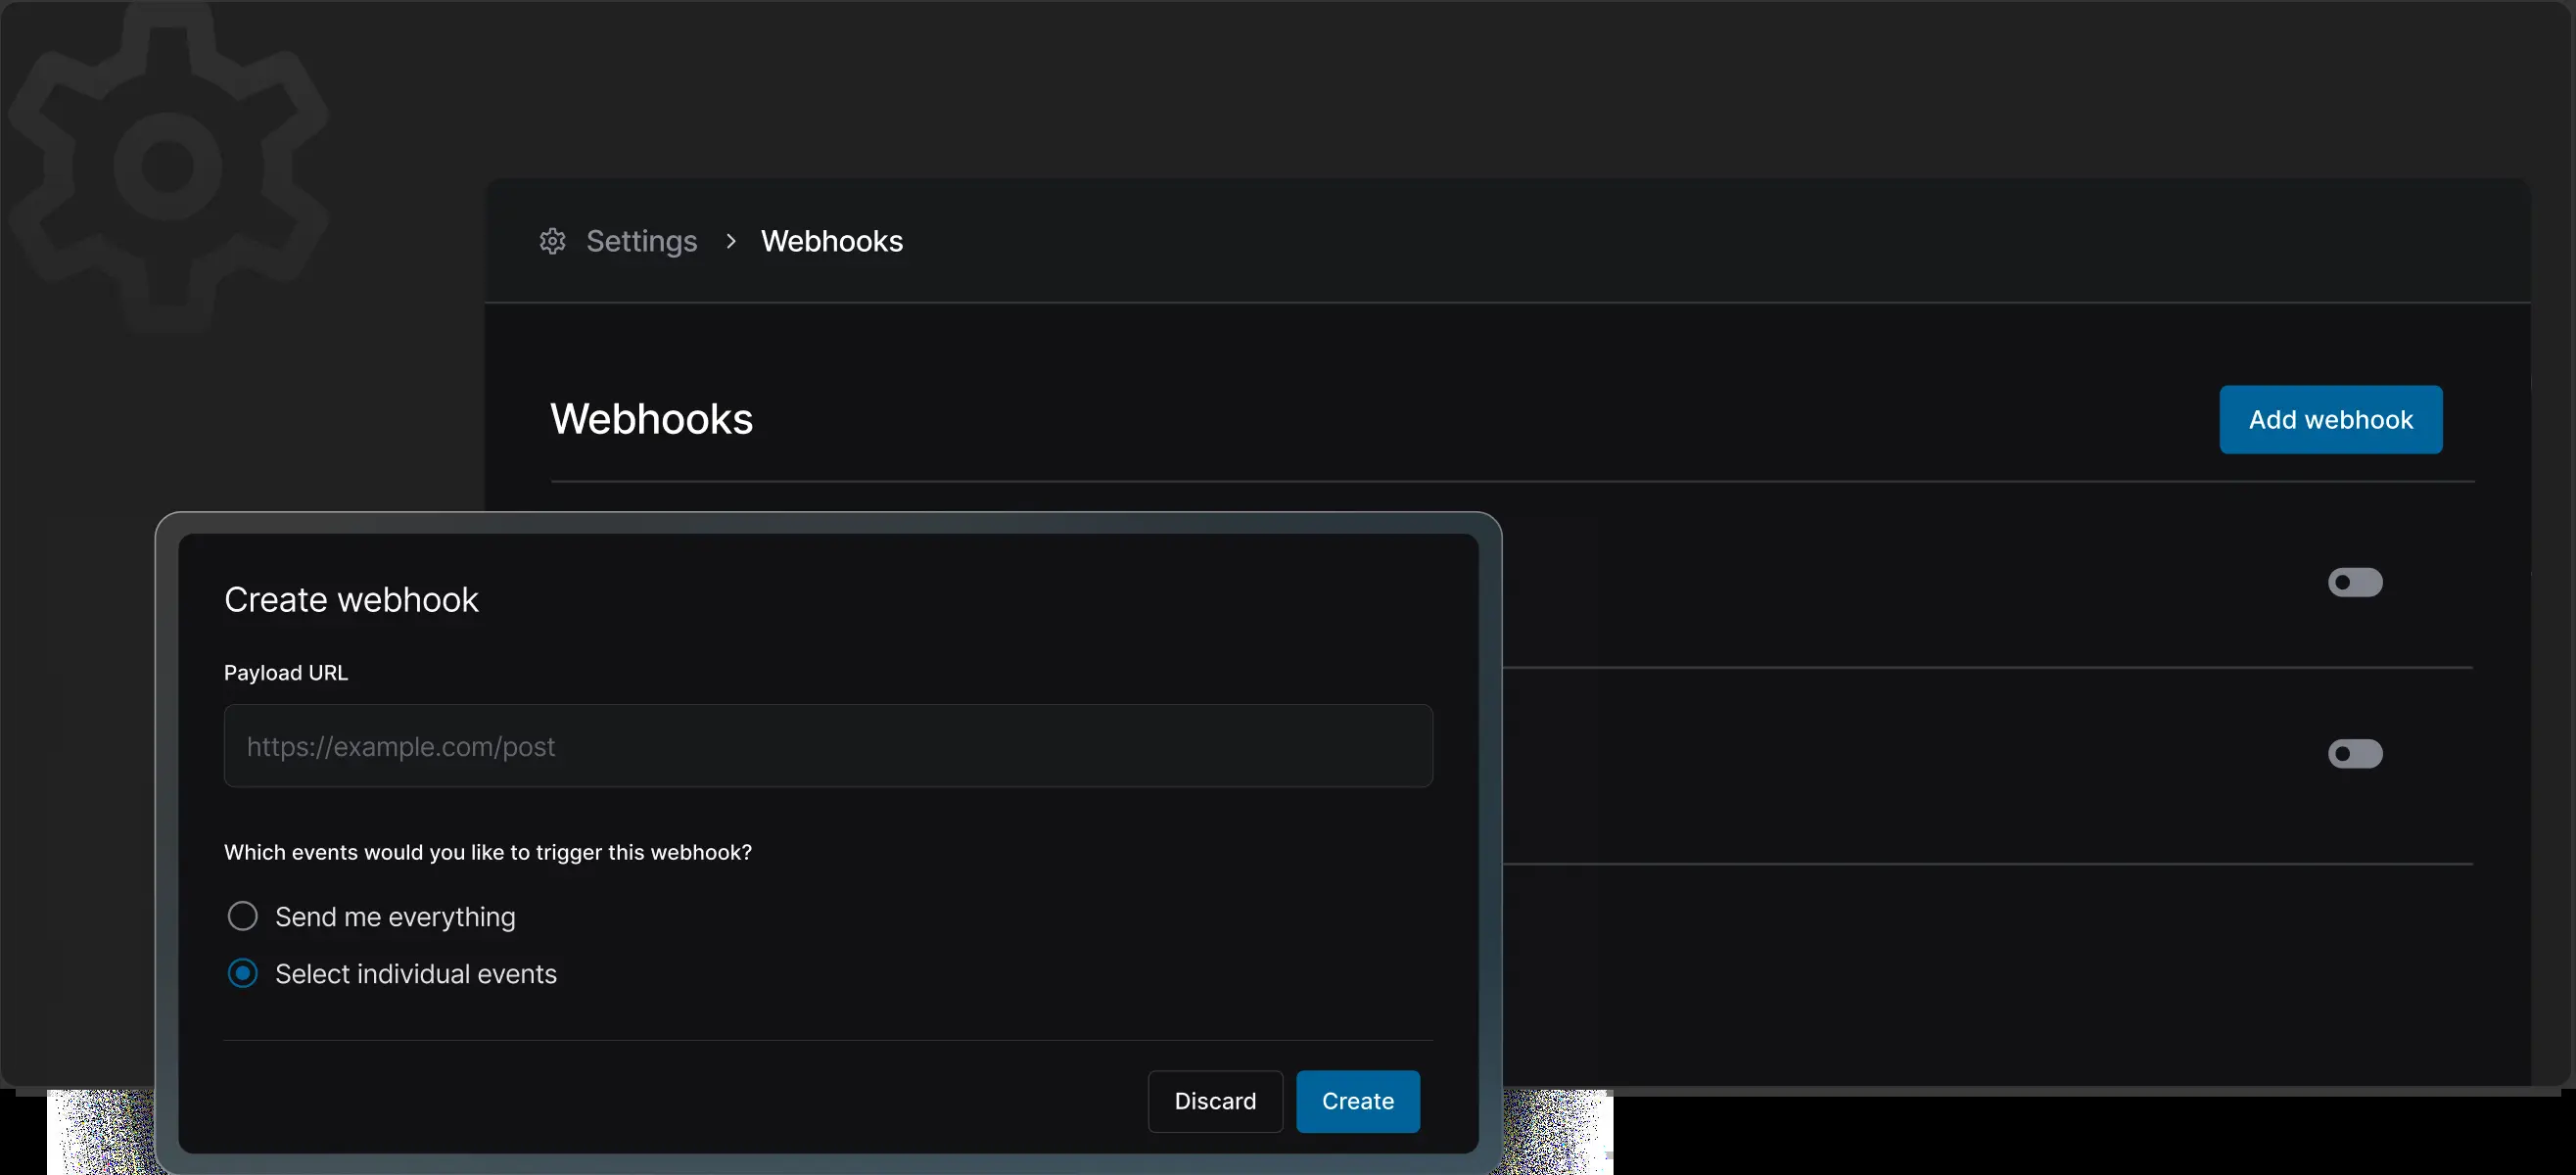 Settings > Webhooks
Webhooks
Add webhook
Create webhook
Payload URL
https://example.com/post
Which events would you like to trigger this webhook?
Send me everything
Select individual events
Discard
Create